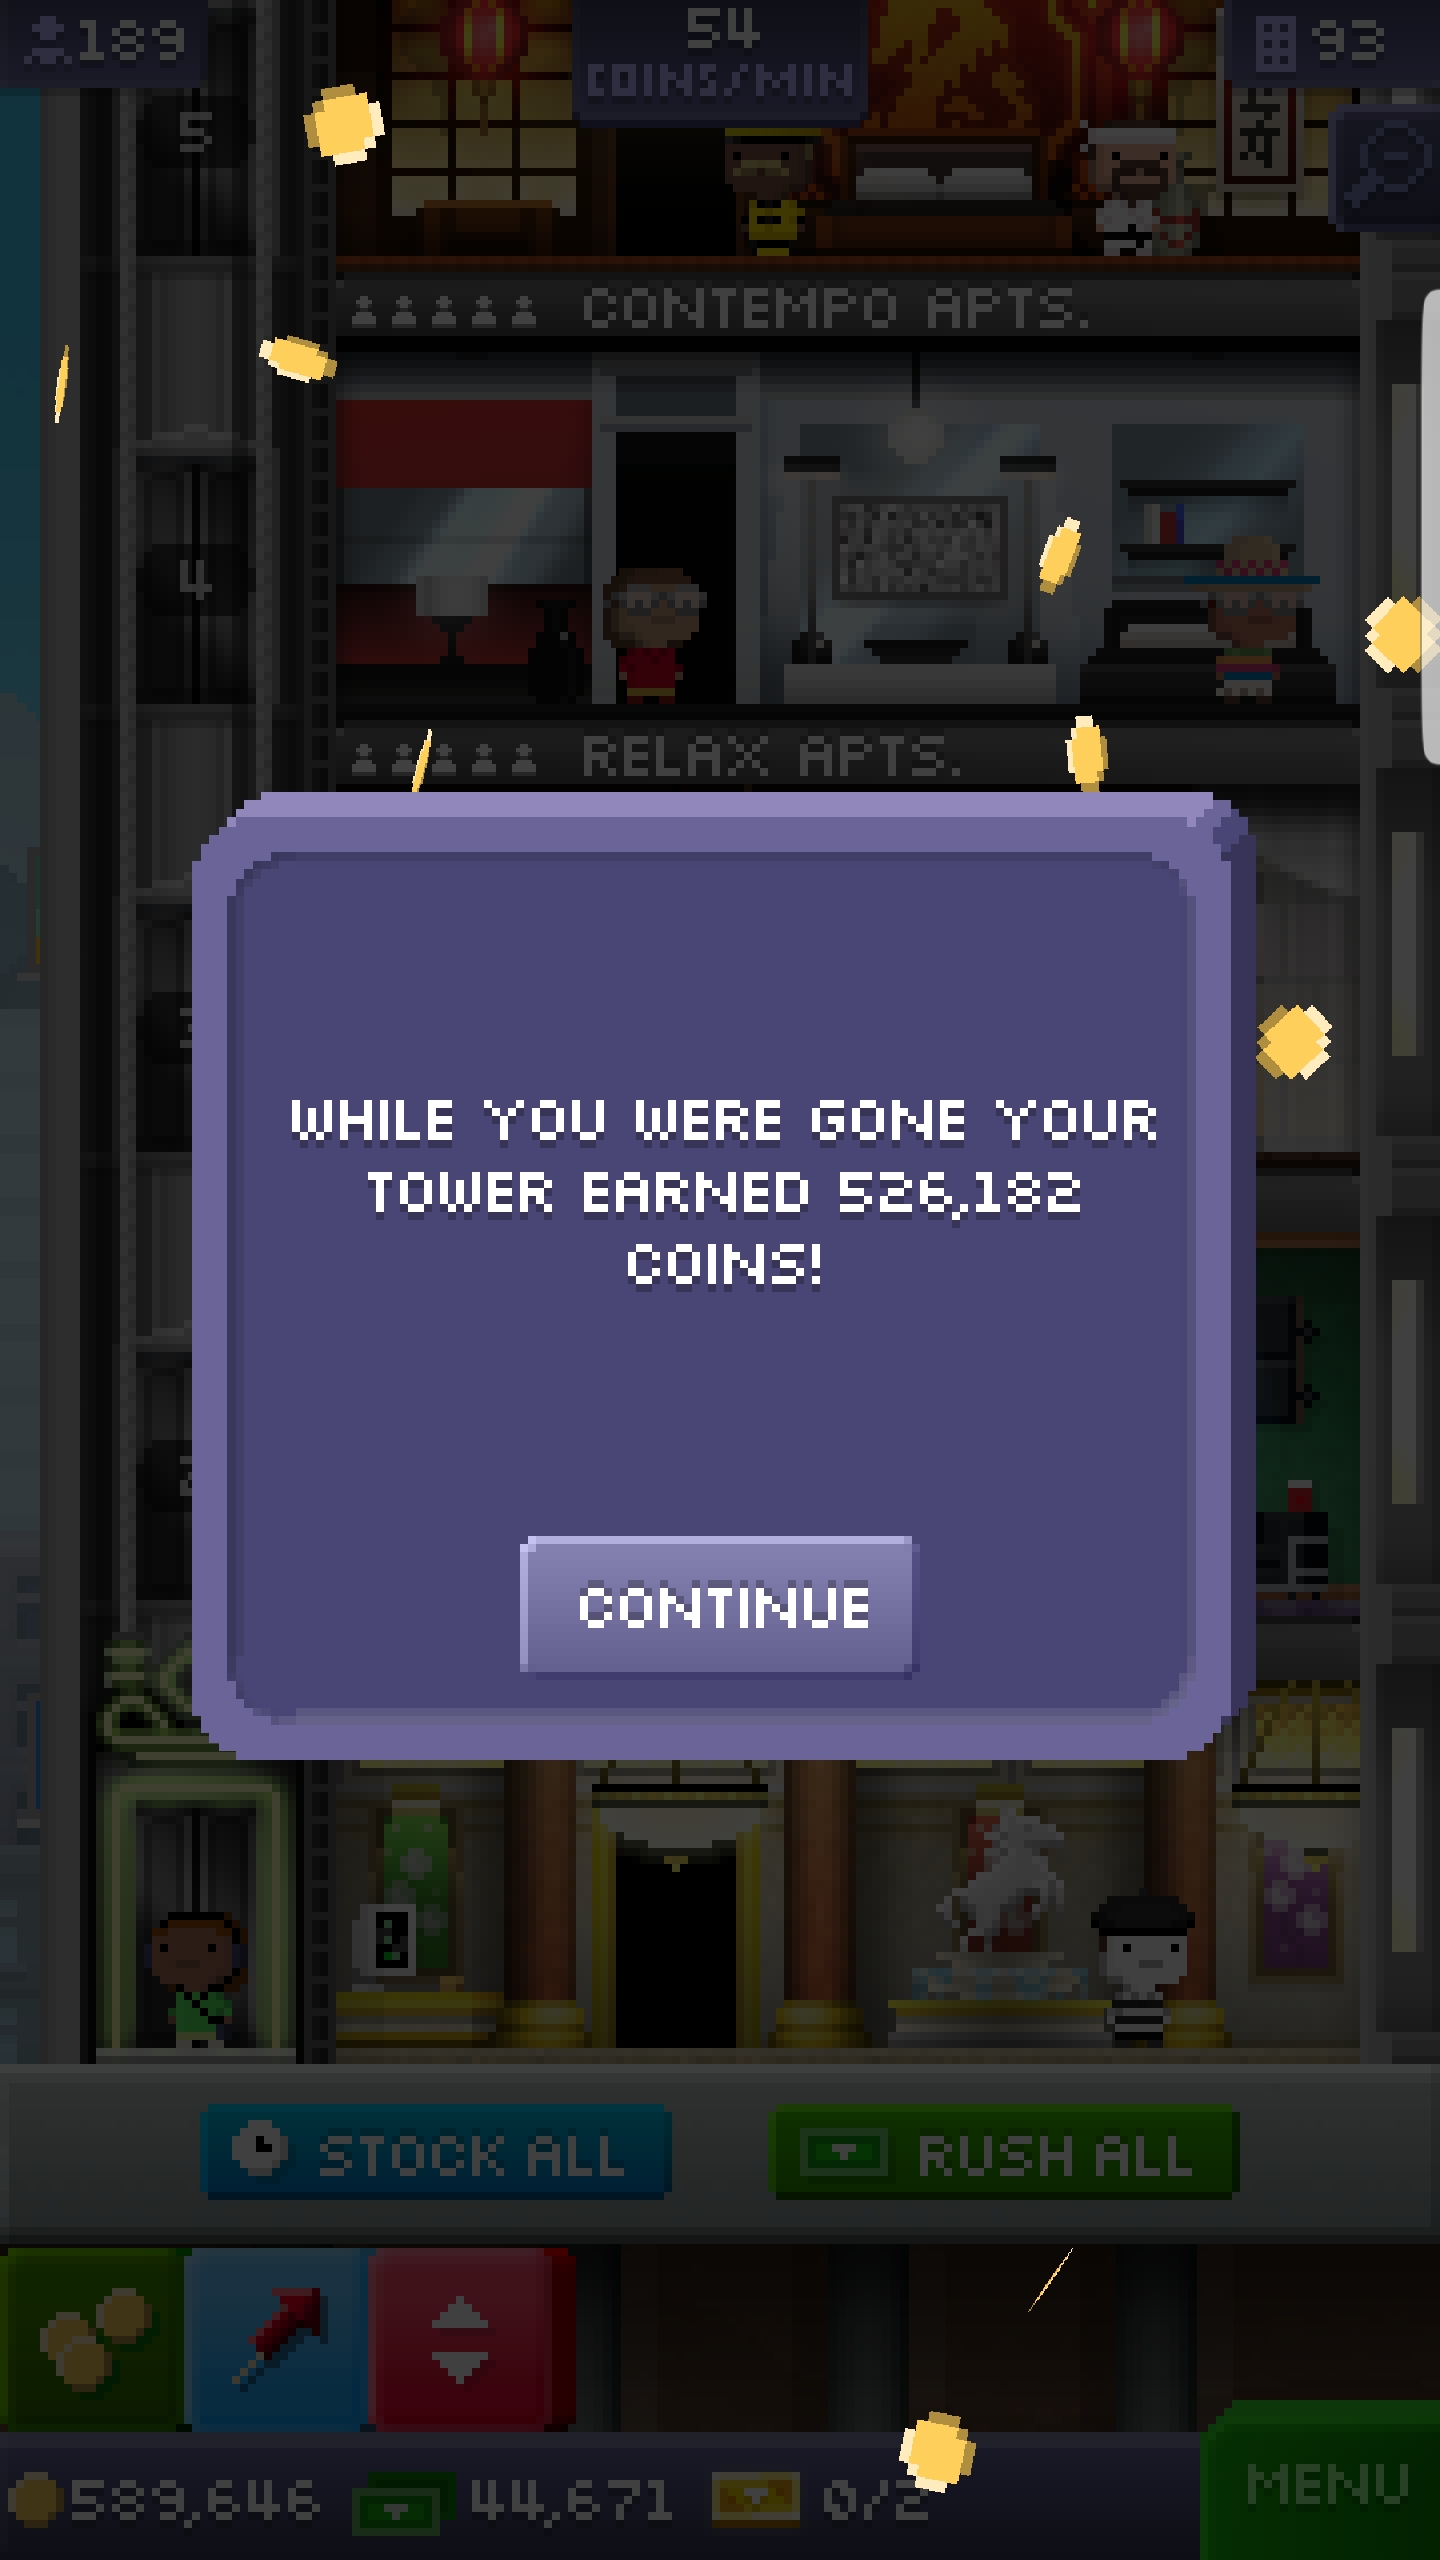 189
54
COINS/MIN
93
5
CONTEMPO APTS.
4
RELAX APTS.
WHILE YOU WERE GONE YOUR
TOWER EARNED 526,182
COINS!
CONTINUE
STOCK ALL
RUSH ALL
589,646
44,671
0/2
MENU